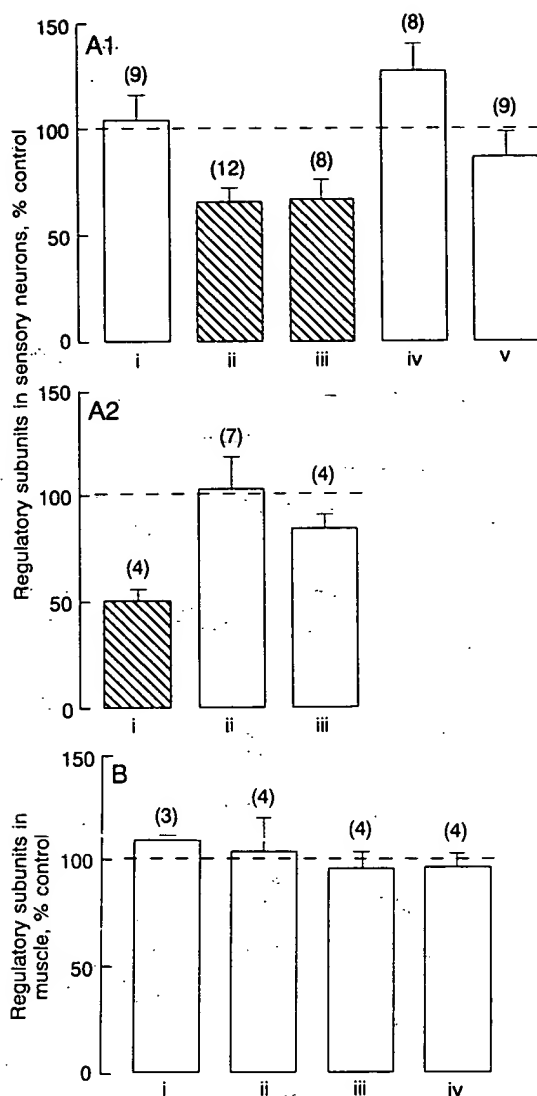 Regulatory subunits in sensory neurons, % control
A1
150
100
50
0
(9)
(12)
(8)
(8)
(9)
i
ii
iii
iv
v
A2
150
100
50
0
(4)
(7)
(4)
i
ii
iii
Regulatory subunits in
muscle, % control
B
150
100
50
0
(3)
(4)
(4)
(4)
i
ii
iii
iv